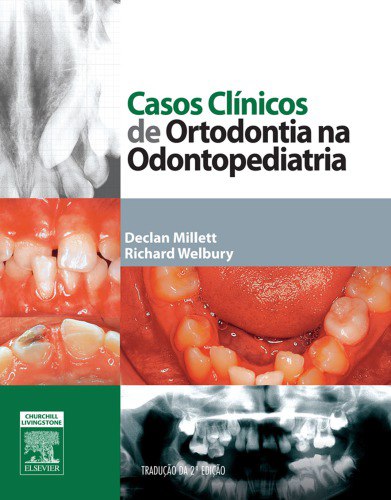 Casos Clínicos
de Ortodontia na
Odontopediatria
Declan Millett
Richard Welbury
CHURCHILL
LIVINGSTONE
ELSEVIER
TRADUÇÃO DA 2ª EDIÇÃO